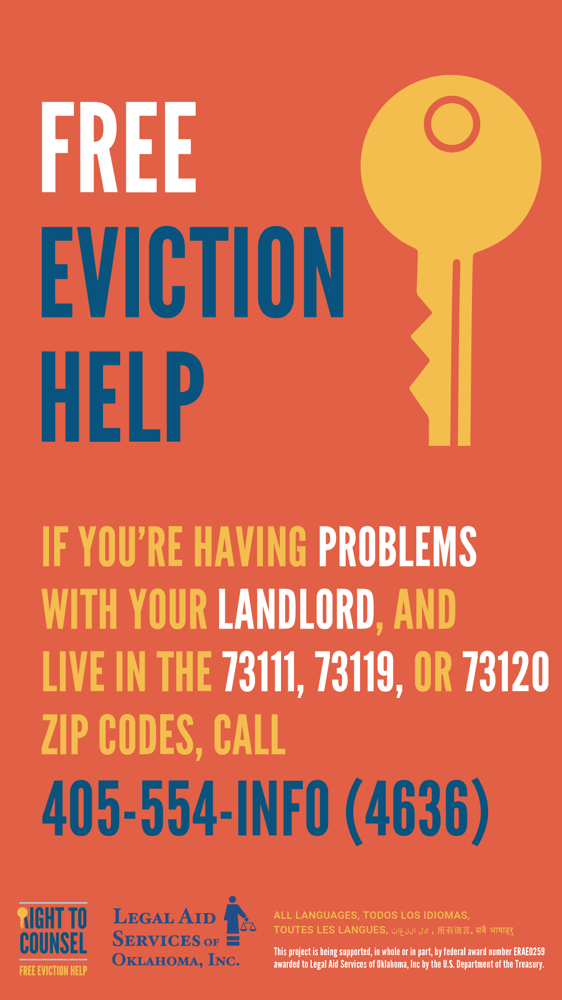 FREE
EVICTION
HELP
IF YOU'RE HAVING PROBLEMS
WITH YOUR LANDLORD, AND
LIVE IN THE 73111, 73119, OR 73120
ZIP CODES, CALL
405-554-INFO (4636)
RIGHT TO
COUNSEL
FREE EVICTION HELP
LEGAL AID
SERVICES OF
OKLAHOMA, INC.
ALL LANGUAGES, TODOS LOS IDIOMAS,
TOUTES LES LANGUES, كل اللغات , 所有语言, सबै भाषाहरु
This project is being supported, in whole or in part, by federal award number ERAE0259
awarded to Legal Aid Services of Oklahoma, Inc by the U.S. Department of the Treasury.